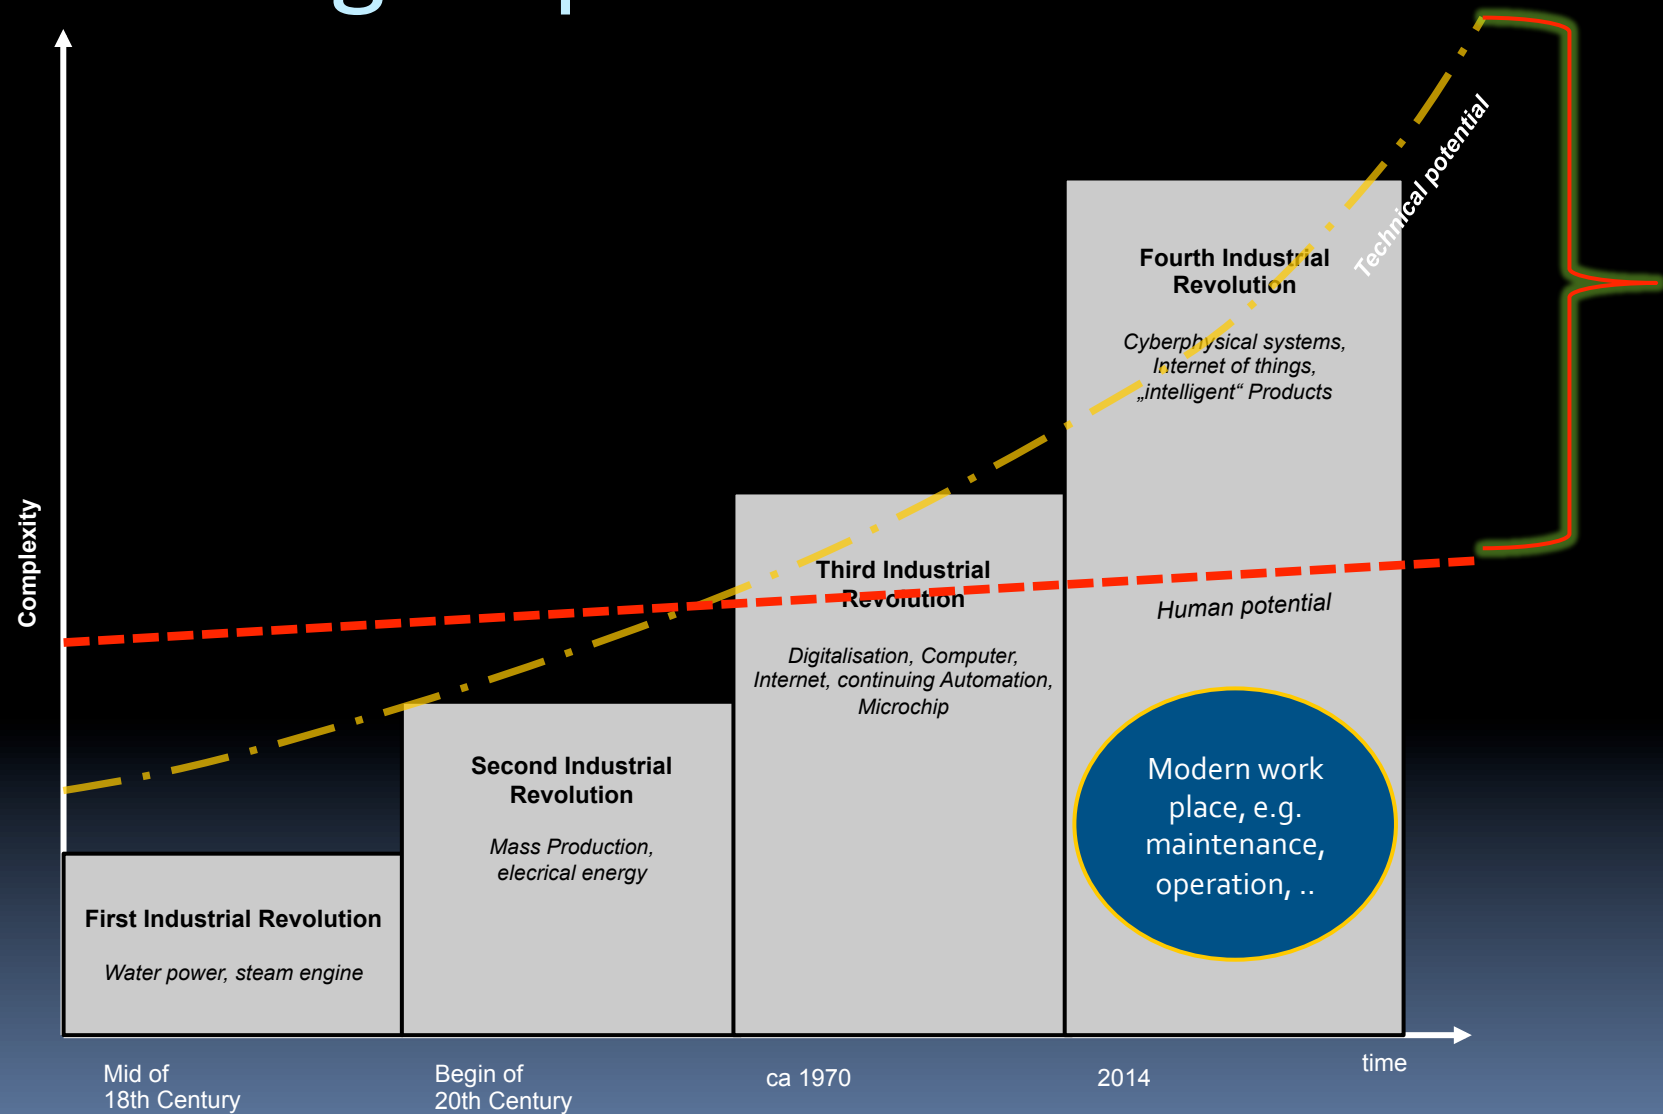 Complexity
Technical potential
Fourth Industrial
Revolution
Cyberphysical systems,
Internet of things,
„intelligent“ Products
Third Industrial
Revolution
Digitalisation, Computer,
Internet, continuing Automation,
Microchip
Human potential
Second Industrial
Revolution
Mass Production,
elecrical energy
Modern work
place, e.g.
maintenance,
operation, ..
First Industrial Revolution
Water power, steam engine
Mid of
18th Century
Begin of
20th Century
ca 1970
2014
time